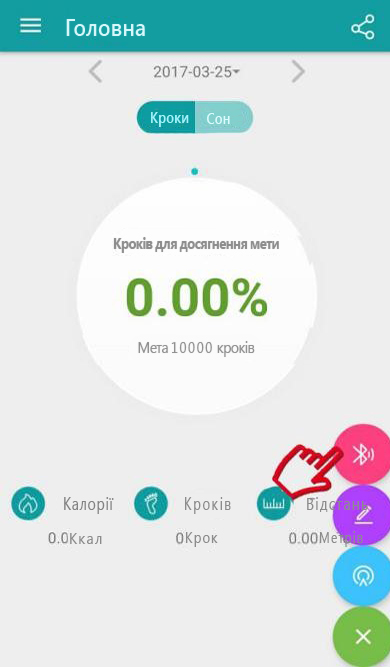 Головна
2017-03-25
Кроки Сон
Кроків для досягнення мети
0.00%
Мета 10000 кроків
Калорії Кроків Відстань
0.0Ккал 0Крок 0.00Метрів